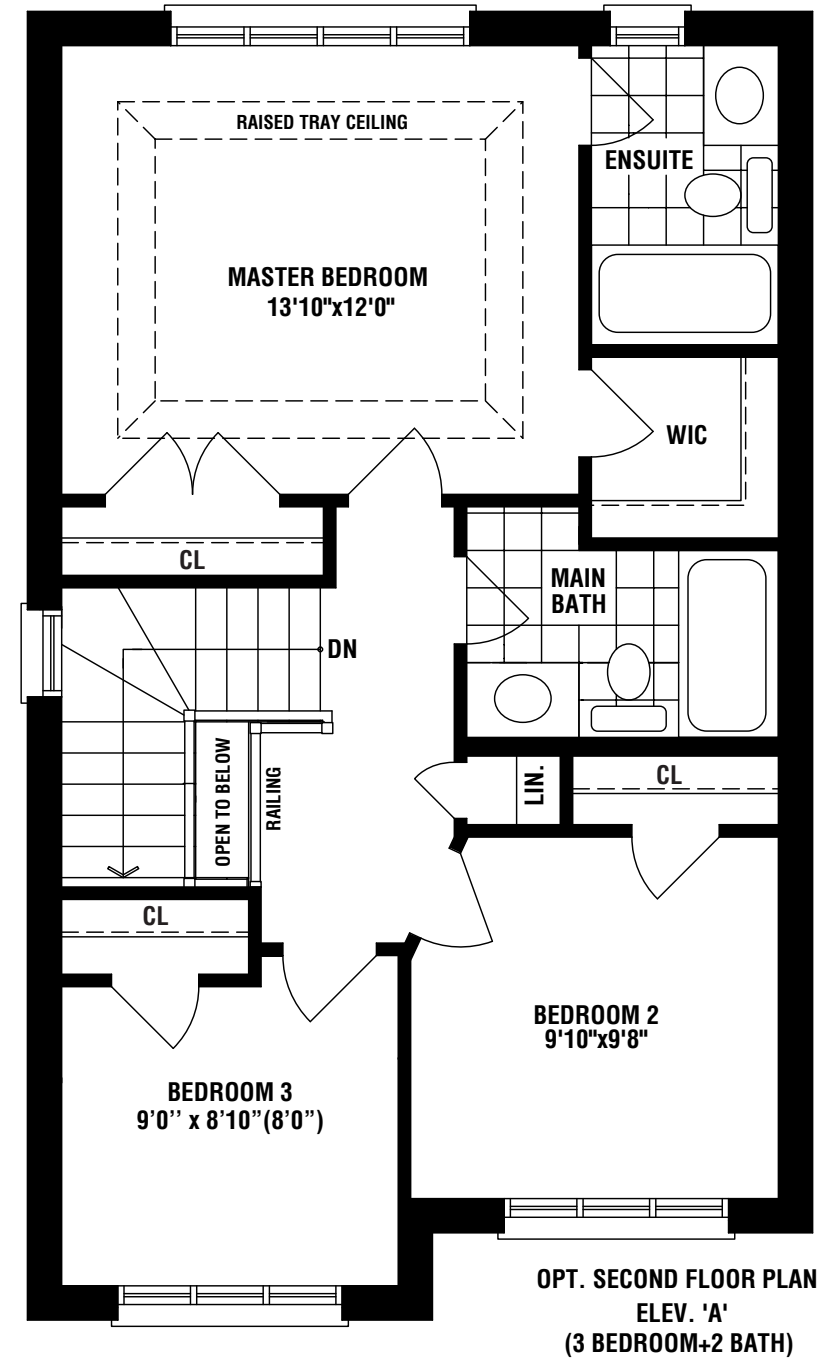 RAISED TRAY CEILING
ENSUITE
MASTER BEDROOM
13'10"x12'0"
WIC
CL
MAIN
BATH
DN
OPEN TO BELOW
RAILING
LIN.
CL
CL
BEDROOM 2
9'10"x9'8"
BEDROOM 3
9’0’’ x 8’10”(8’0”)
OPT. SECOND FLOOR PLAN
ELEV. 'A'
(3 BEDROOM+2 BATH)